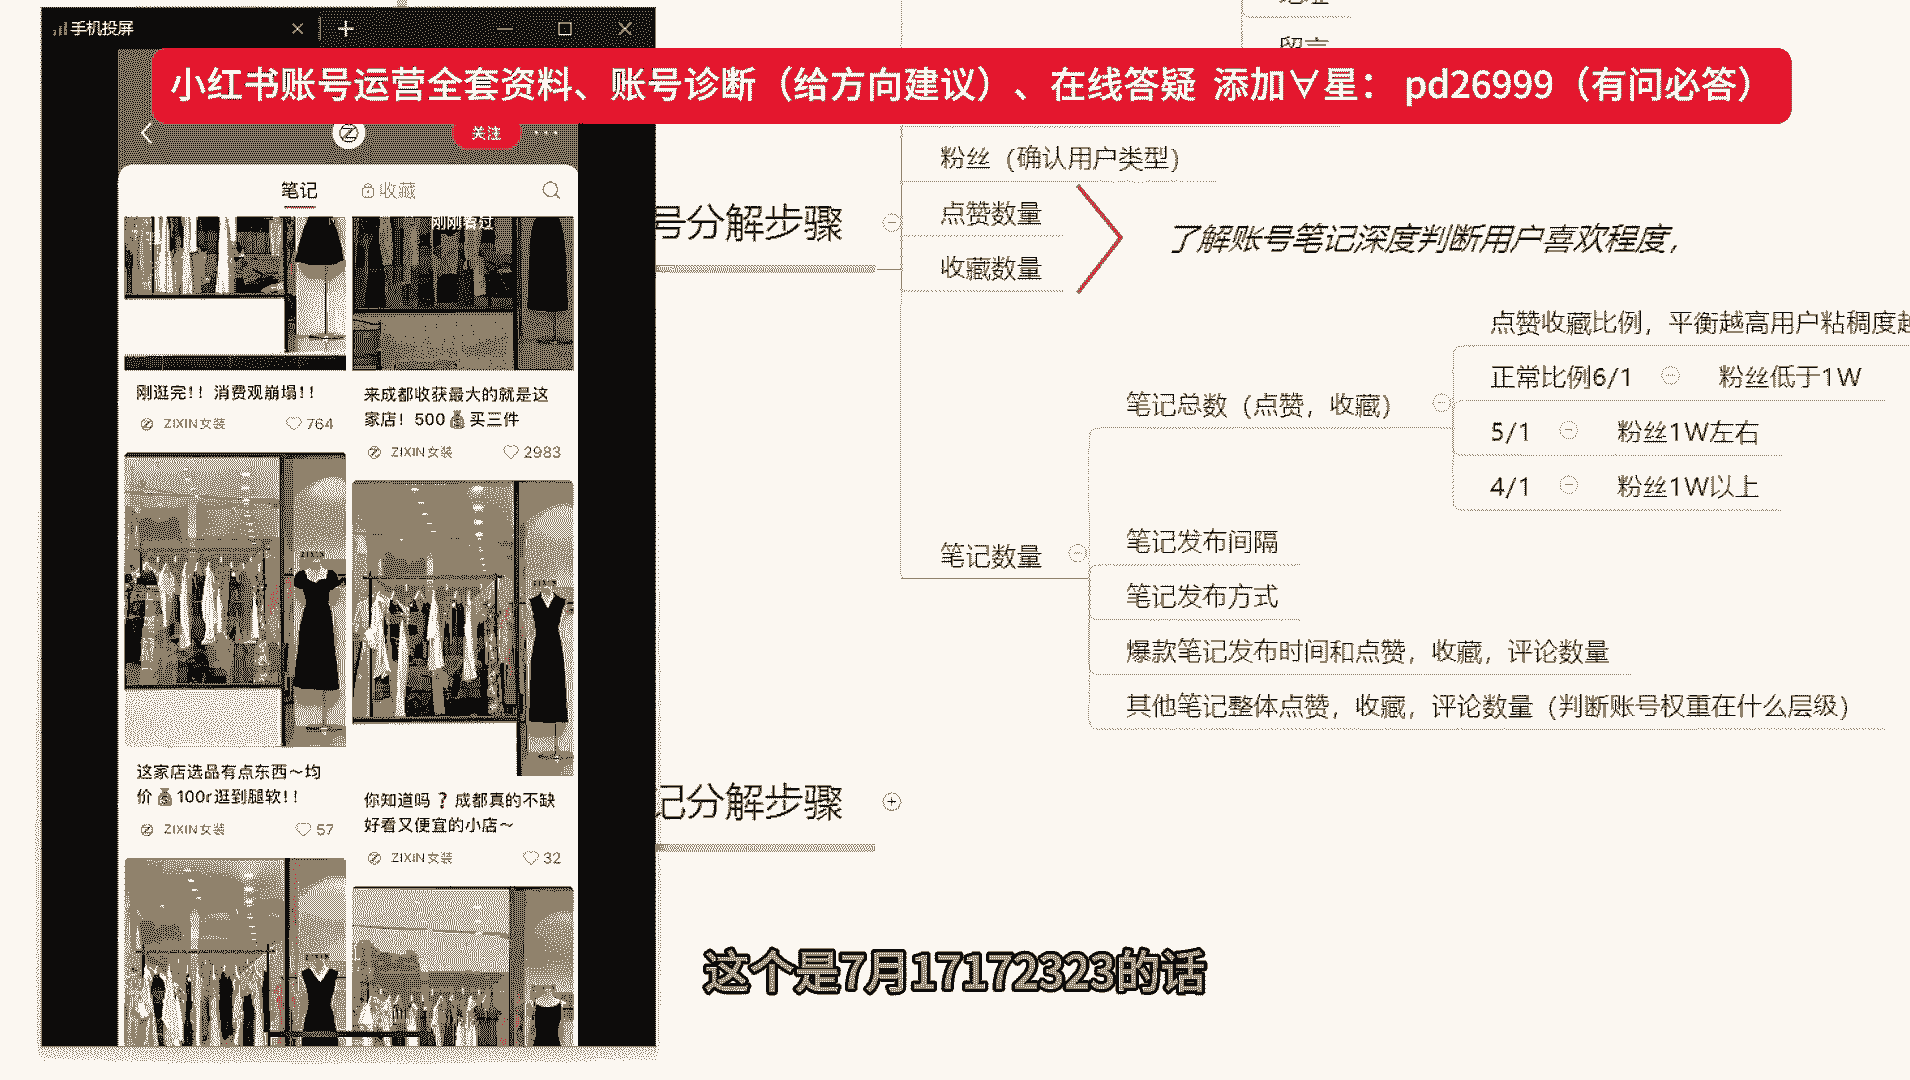 手机投屏
小红书账号运营全套资料、账号诊断（给方向建议）、在线答疑 添加∀星： pd26999（有问必答）
关注
笔记
收藏
刚刚看过
刚逛完！！消费观崩塌！！
ZIXIN女装
764
来成都收获最大的就是这
家店！500💰买三件
ZIXIN女装
2983
这家店选品有点东西～均
价💰100r逛到腿软！！
ZIXIN女装
57
你知道吗？成都真的不缺
好看又便宜的小店～
ZIXIN女装
32
号分解步骤
粉丝（确认用户类型）
点赞数量
收藏数量
了解账号笔记深度判断用户喜欢程度，
笔记数量
笔记总数（点赞，收藏）
点赞收藏比例，平衡越高用户粘稠度越
正常比例6/1
粉丝低于1W
5/1
粉丝1W左右
4/1
粉丝1W以上
笔记发布间隔
笔记发布方式
爆款笔记发布时间和点赞，收藏，评论数量
其他笔记整体点赞，收藏，评论数量（判断账号权重在什么层级）
记分解步骤
这个是7月17172323的话